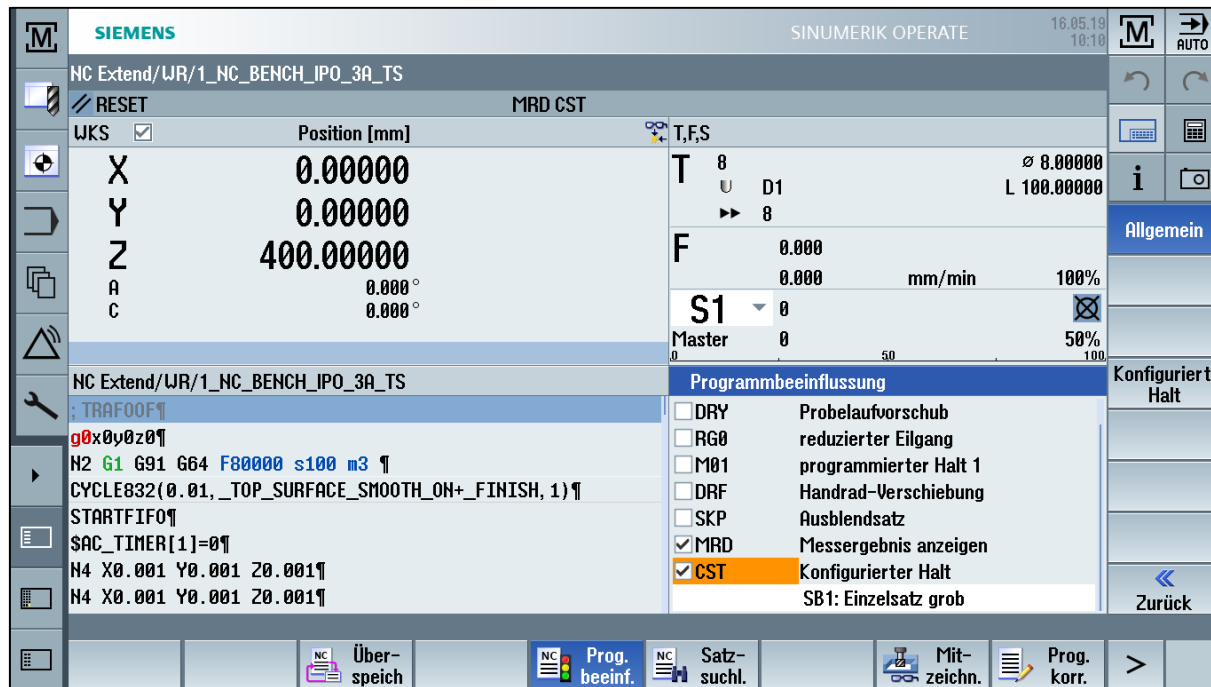 M
SIEMENS
SINUMERIK OPERATE
16.05.19
10:10
M
AUTO
NC Extend/WR/1_NC_BENCH_IPO_3A_TS
RESET
MRD CST
WKS
Position [mm]
T,F,S
X
0.00000
Y
0.00000
Z
400.00000
A
0.000°
C
0.000°
T
8
ø 8.00000
D1
L 100.00000
8
F
0.000
0.000
mm/min
100%
S1
0
Master
0
50%
0
50
100
i
Allgemein
Konfiguriert
Halt
Zurück
NC Extend/WR/1_NC_BENCH_IPO_3A_TS
; TRAFOOF¶
g0x0y0z0¶
N2 G1 G91 G64 F80000 s100 m3 ¶
CYCLE832(0.01,_TOP_SURFACE_SMOOTH_ON+_FINISH,1)¶
STARTFIFO¶
$AC_TIMER[1]=0¶
N4 X0.001 Y0.001 Z0.001¶
N4 X0.001 Y0.001 Z0.001¶
Programmbeeinflussung
DRY Probelaufvorschub
RG0 reduzierter Eilgang
M01 programmierter Halt 1
DRF Handrad-Verschiebung
SKP Ausblendsatz
MRD Messergebnis anzeigen
CST Konfigurierter Halt
SB1: Einzelsatz grob
NC
Über-
speich
NC
Prog.
beeinf.
NC
Satz-
suchl.
Mit-
zeichn.
Prog.
korr.
>